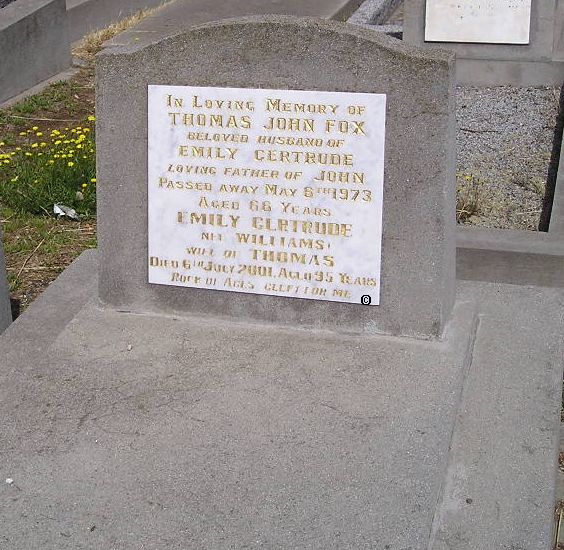 In Loving Memory of
THOMAS JOHN FOX
BELOVED HUSBAND OF
EMILY GERTRUDE
LOVING FATHER OF JOHN
PASSED AWAY MAY 6TH 1973
AGED 66 YEARS
EMILY GERTRUDE
NEE WILLIAMS
WIFE OF THOMAS
DIED 6TH JULY 2001, AGED 95 YEARS
ROCK OF AGES CLEFT FOR ME
©